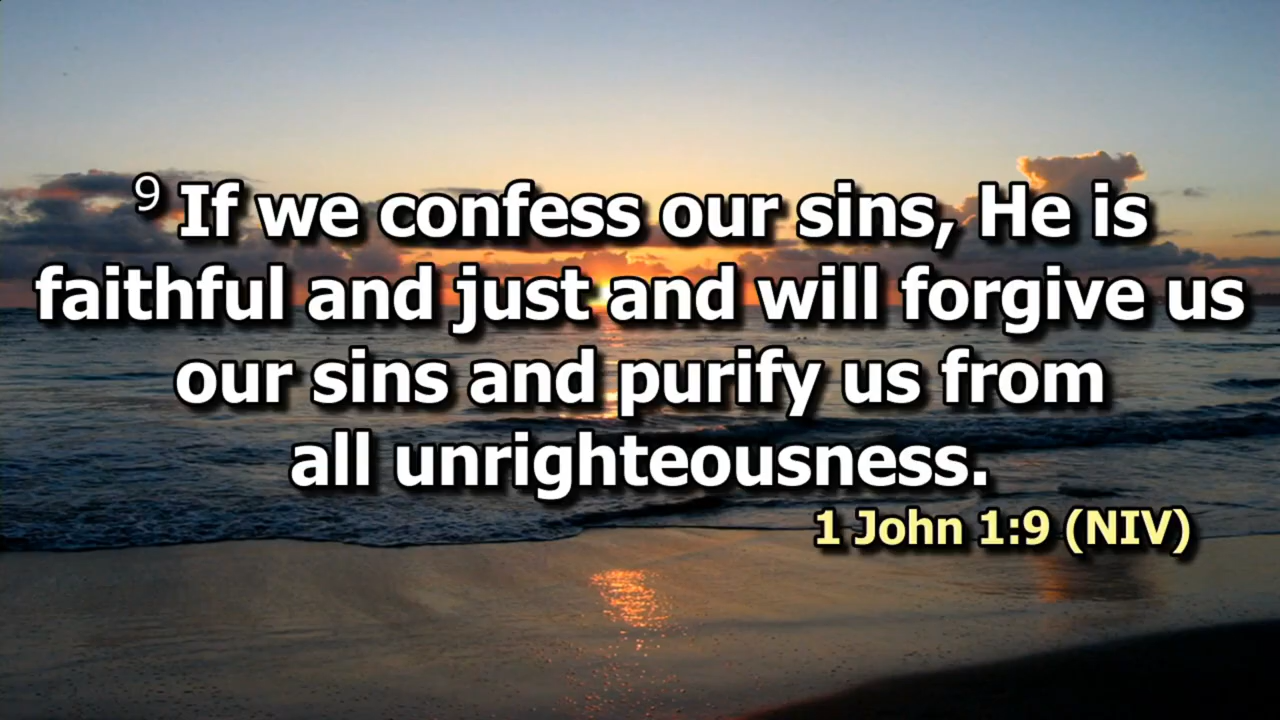 9 If we confess our sins, He is
faithful and just and will forgive us
our sins and purify us from
all unrighteousness.
1 John 1:9 (NIV)